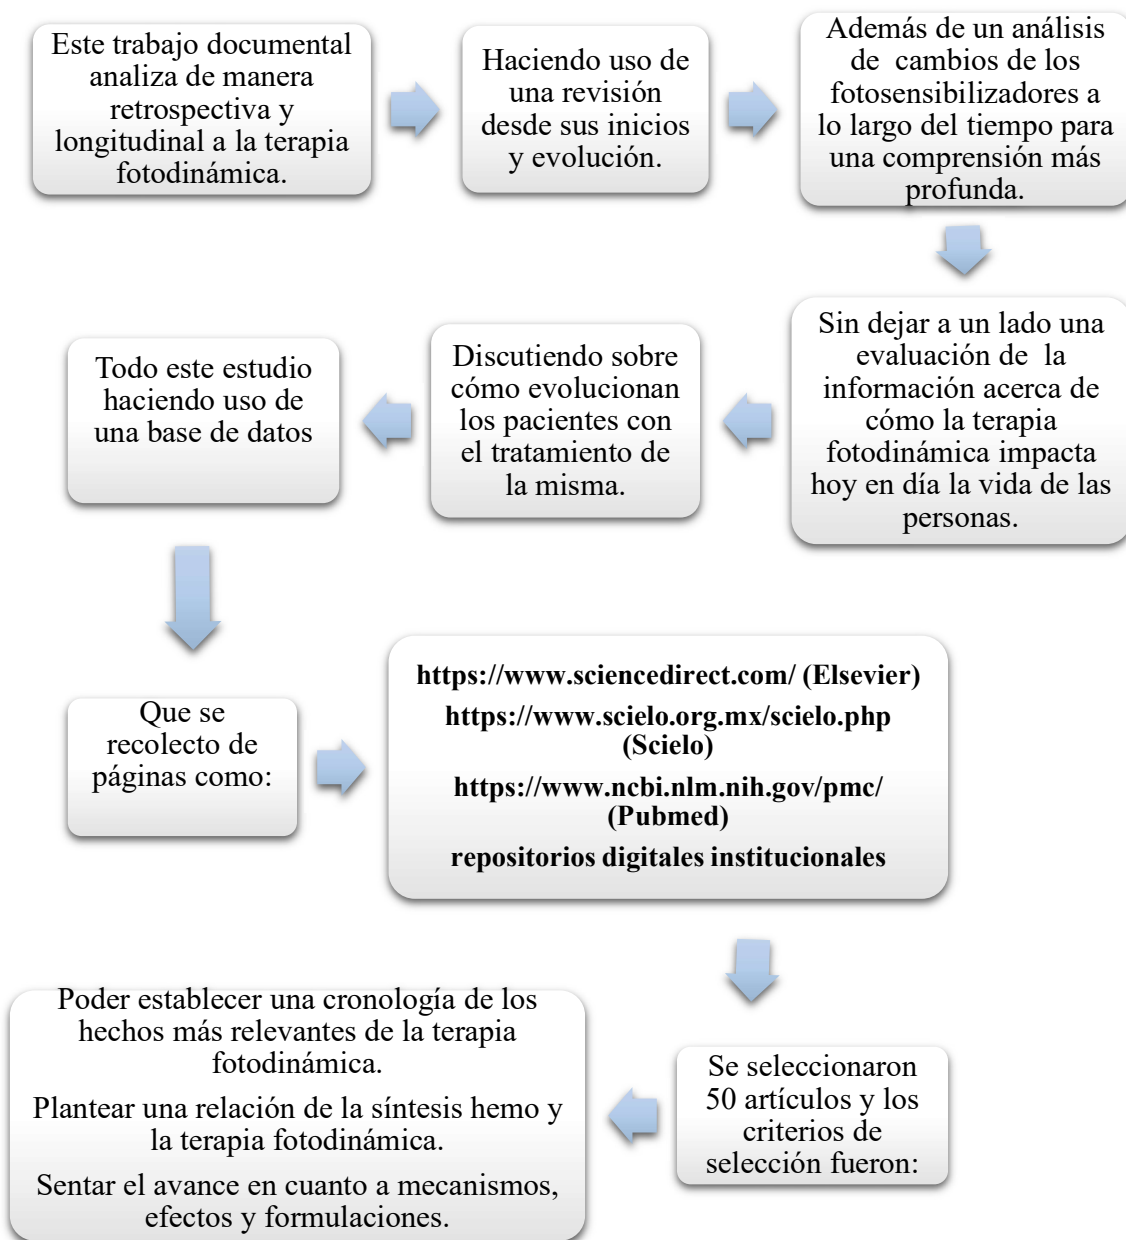 Este trabajo documental
analiza de manera
retrospectiva y
longitudinal a la terapia
fotodinámica.
Haciendo uso de
una revisión
desde sus inicios
y evolución.
Además de un análisis
de cambios de los
fotosensibilizadores a
lo largo del tiempo para
una comprensión más
profunda.
Sin dejar a un lado una
evaluación de la
información acerca de
cómo la terapia
fotodinámica impacta
hoy en día la vida de las
personas.
Discutiendo sobre
cómo evolucionan
los pacientes con
el tratamiento de
la misma.
Todo este estudio
haciendo uso de
una base de datos
Que se
recolecto de
páginas como:
https://www.sciencedirect.com/ (Elsevier)
https://www.scielo.org.mx/scielo.php
(Scielo)
https://www.ncbi.nlm.nih.gov/pmc/
(Pubmed)
repositorios digitales institucionales
Se seleccionaron
50 artículos y los
criterios de
selección fueron:
Poder establecer una cronología de los
hechos más relevantes de la terapia
fotodinámica.
Plantear una relación de la síntesis hemo y
la terapia fotodinámica.
Sentar el avance en cuanto a mecanismos,
efectos y formulaciones.